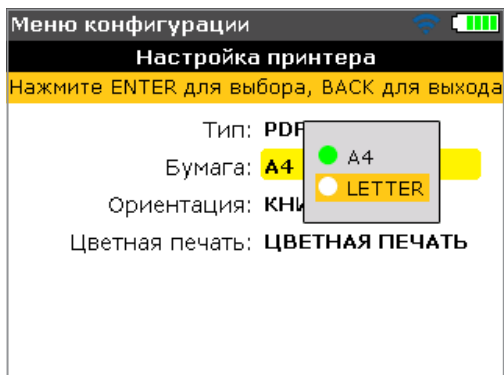 Меню конфигурации
Настройка принтера
Нажмите ENTER для выбора, BACK для выхода
Тип: PDF
Бумага: A4
Ориентация:
Цветная печать: ЦВЕТНАЯ ПЕЧАТЬ
A4
LETTER